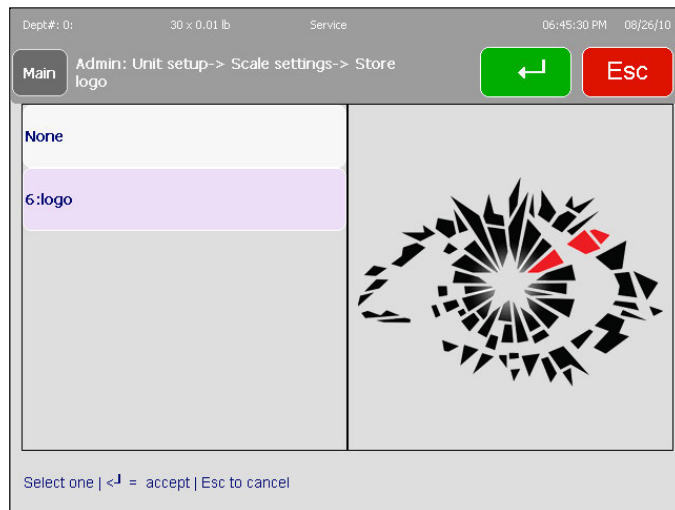 Dept#: 0: 30 x 0.01 lb Service 06:45:30 PM 08/26/10
Main
Admin: Unit setup-> Scale settings-> Store
logo
Esc
None
6:logo
Select one | <┘ = accept | Esc to cancel